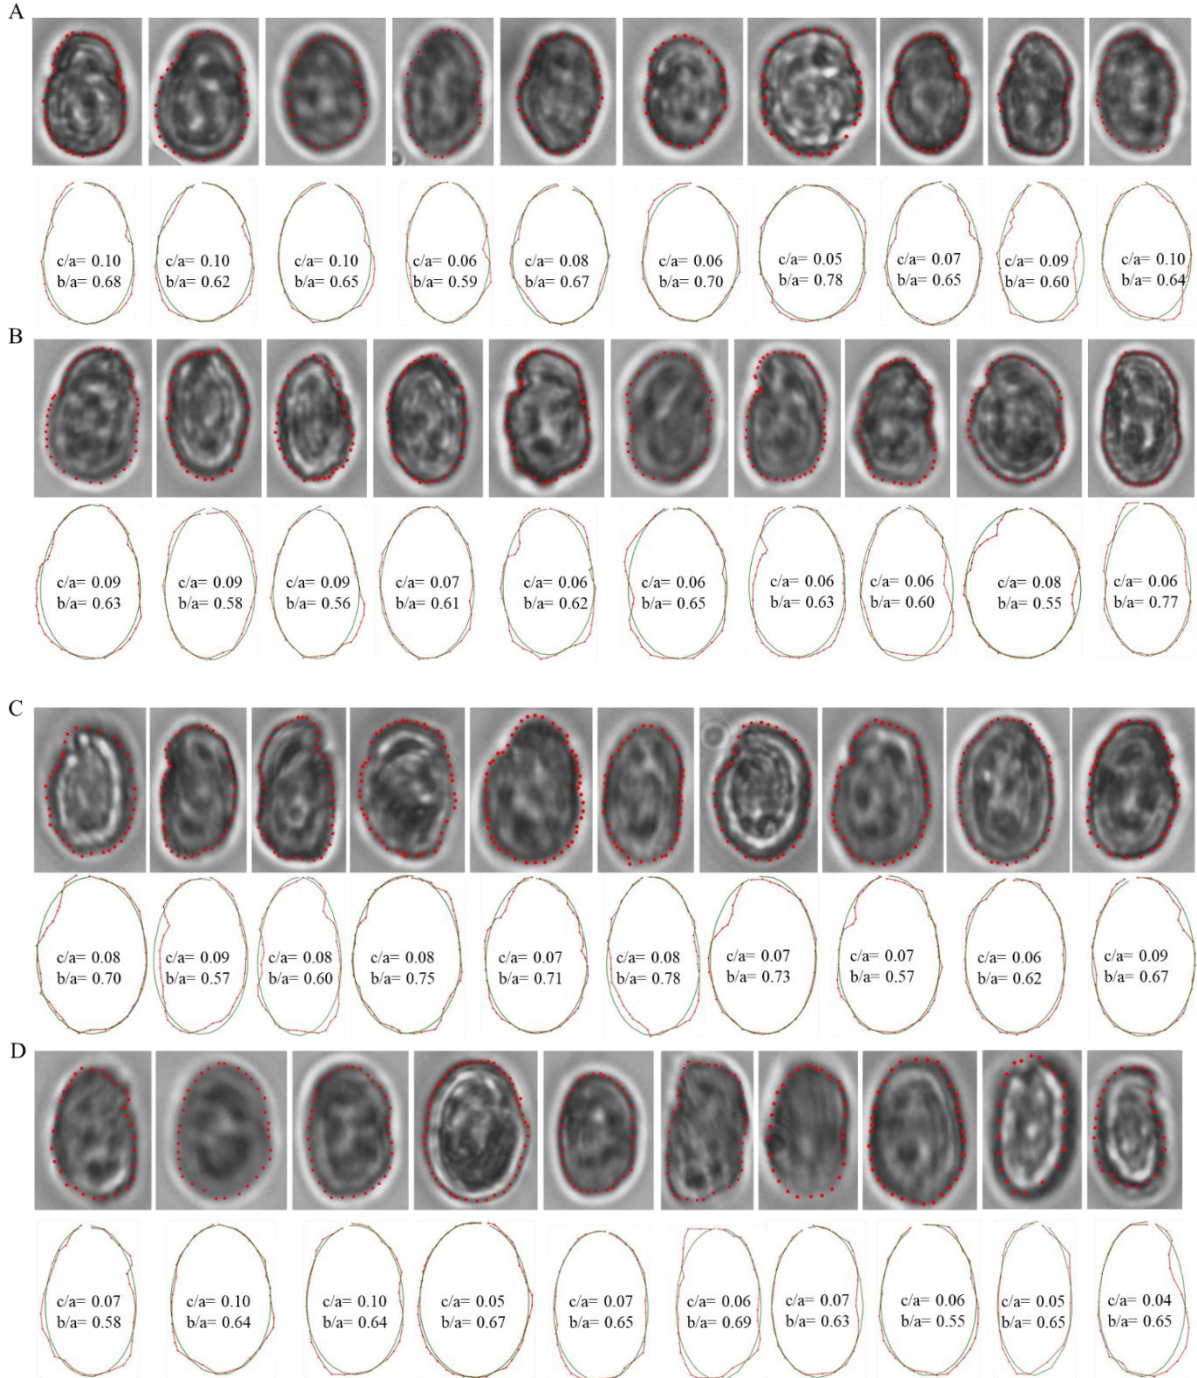 A
c/a= 0.10 c/a= 0.10 c/a= 0.10 c/a= 0.06 c/a= 0.08 c/a= 0.06 c/a= 0.05 c/a= 0.07 c/a= 0.09 c/a= 0.10
b/a= 0.68 b/a= 0.62 b/a= 0.65 b/a= 0.59 b/a= 0.67 b/a= 0.70 b/a= 0.78 b/a= 0.65 b/a= 0.60 b/a= 0.64
B
c/a= 0.09 c/a= 0.09 c/a= 0.09 c/a= 0.07 c/a= 0.06 c/a= 0.06 c/a= 0.06 c/a= 0.06 c/a= 0.08 c/a= 0.06
b/a= 0.63 b/a= 0.58 b/a= 0.56 b/a= 0.61 b/a= 0.62 b/a= 0.65 b/a= 0.63 b/a= 0.60 b/a= 0.55 b/a= 0.77
C
c/a= 0.08 c/a= 0.09 c/a= 0.08 c/a= 0.08 c/a= 0.07 c/a= 0.08 c/a= 0.07 c/a= 0.07 c/a= 0.06 c/a= 0.09
b/a= 0.70 b/a= 0.57 b/a= 0.60 b/a= 0.75 b/a= 0.71 b/a= 0.78 b/a= 0.73 b/a= 0.57 b/a= 0.62 b/a= 0.67
D
c/a= 0.07 c/a= 0.10 c/a= 0.10 c/a= 0.05 c/a= 0.07 c/a= 0.06 c/a= 0.07 c/a= 0.06 c/a= 0.05 c/a= 0.04
b/a= 0.58 b/a= 0.64 b/a= 0.64 b/a= 0.67 b/a= 0.65 b/a= 0.69 b/a= 0.63 b/a= 0.55 b/a= 0.65 b/a= 0.65